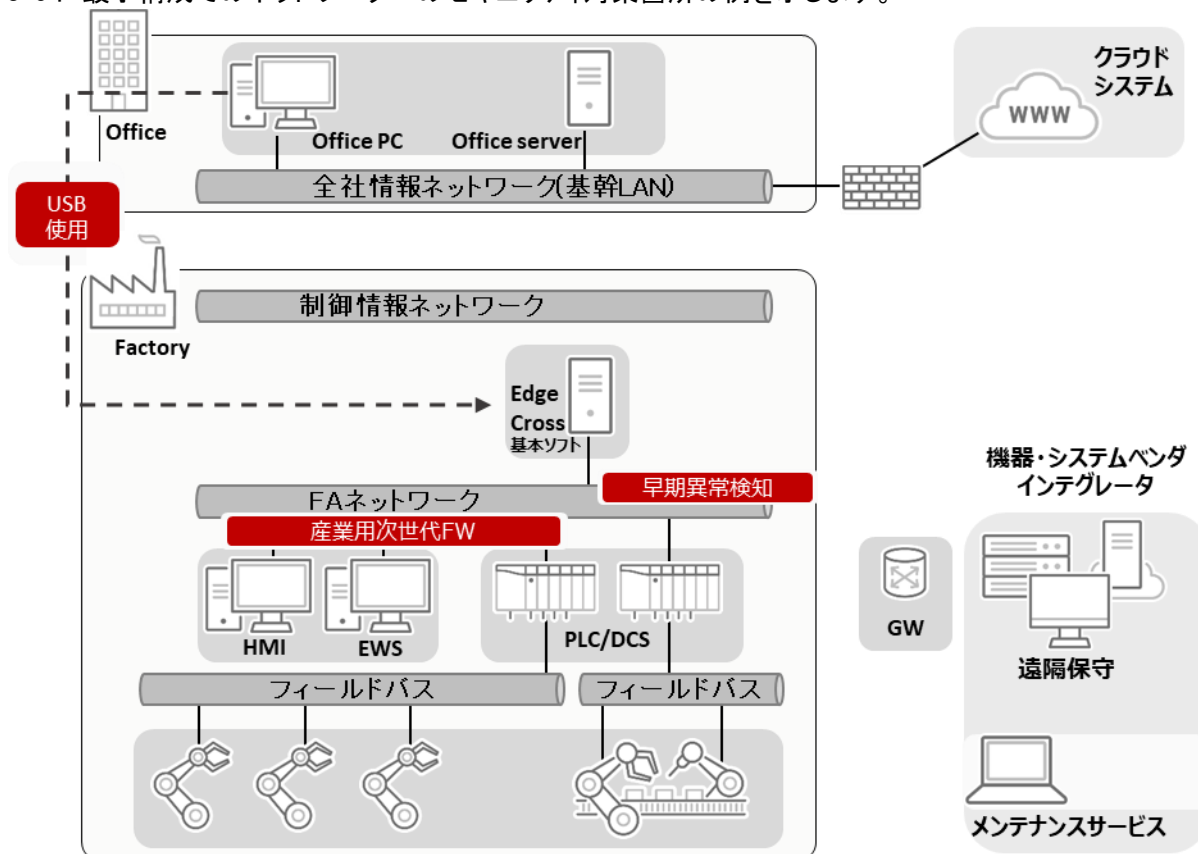 クラウド
システム
WWW
Office
Office PC
Office server
全社情報ネットワーク(基幹LAN)
USB
使用
制御情報ネットワーク
Factory
Edge
Cross
基本ソフト
機器・システムベンダ
インテグレータ
早期異常検知
FAネットワーク
産業用次世代FW
HMI
EWS
PLC/DCS
GW
遠隔保守
フィールドバス
フィールドバス
メンテナンスサービス